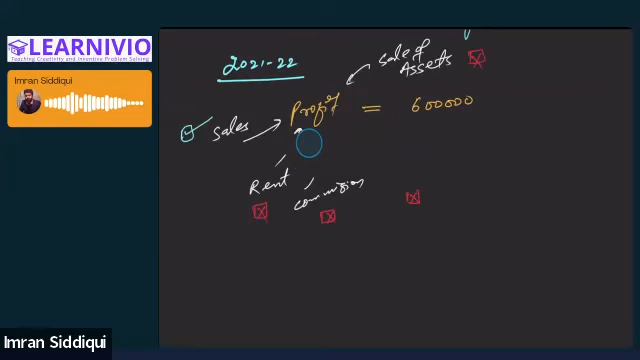 LEARNIVIO
Teaching Creativity and Inventive Problem Solving
Imran Siddiqui
2021-22
sale of
Assets
Profit = 600000
sales
Rent
commission
Imran Siddiqui